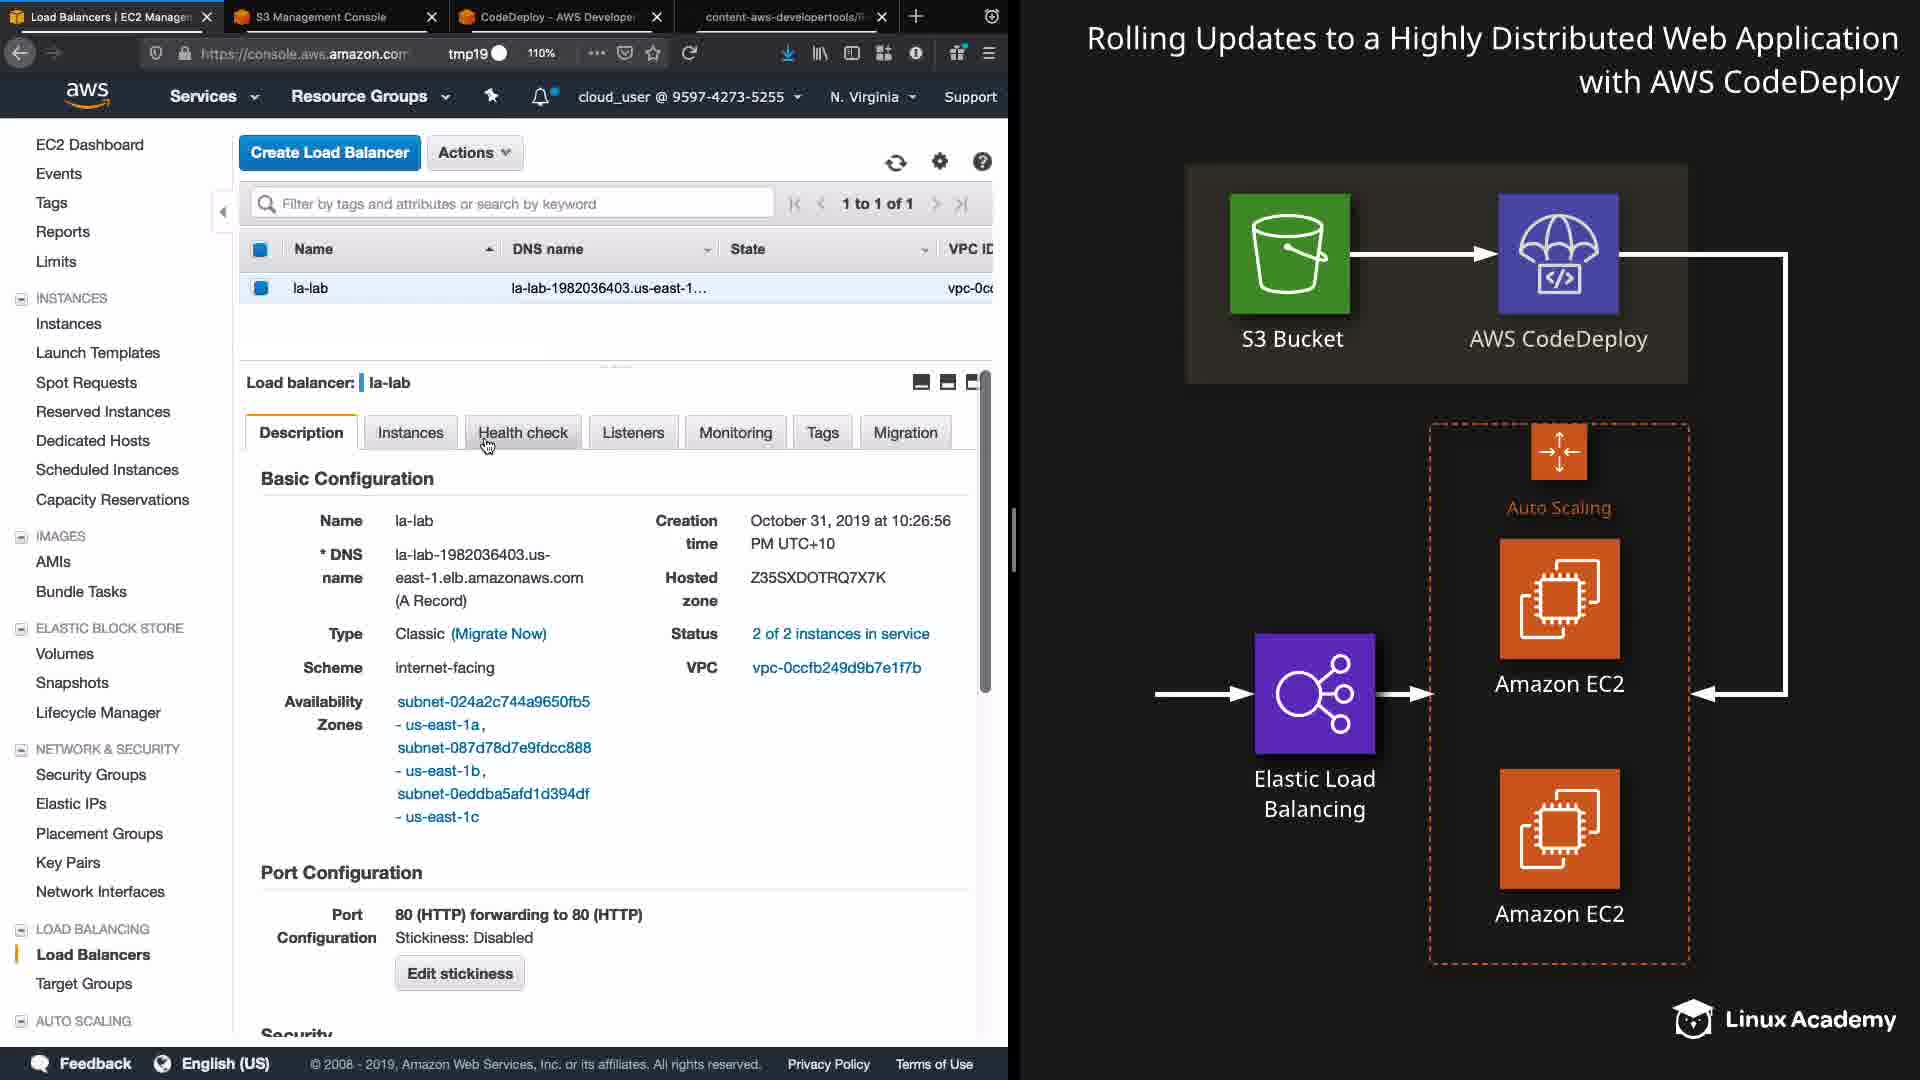 Load Balancers | EC2 Managen
S3 Management Console
CodeDeploy - AWS Develope
content-aws-developertools/
https://console.aws.amazon.com
tmp19
110%
aws
Services
Resource Groups
cloud_user @ 9597-4273-5255
N. Virginia
Support
EC2 Dashboard
Events
Tags
Reports
Limits
INSTANCES
Instances
Launch Templates
Spot Requests
Reserved Instances
Dedicated Hosts
Scheduled Instances
Capacity Reservations
IMAGES
AMIs
Bundle Tasks
ELASTIC BLOCK STORE
Volumes
Snapshots
Lifecycle Manager
NETWORK & SECURITY
Security Groups
Elastic IPs
Placement Groups
Key Pairs
Network Interfaces
LOAD BALANCING
Load Balancers
Target Groups
AUTO SCALING
Create Load Balancer
Actions
Filter by tags and attributes or search by keyword
1 to 1 of 1
Name
DNS name
State
VPC ID
la-lab
la-lab-1982036403.us-east-1...
vpc-0cc
Load balancer: la-lab
Description
Instances
Health check
Listeners
Monitoring
Tags
Migration
Basic Configuration
Name
la-lab
* DNS name
la-lab-1982036403.us-
east-1.elb.amazonaws.com
(A Record)
Type
Classic (Migrate Now)
Scheme
internet-facing
Availability Zones
subnet-024a2c744a9650fb5
- us-east-1a,
subnet-087d78d7e9fdcc888
- us-east-1b,
subnet-0eddba5afd1d394df
- us-east-1c
Creation time
October 31, 2019 at 10:26:56
PM UTC+10
Hosted zone
Z35SXDOTRQ7X7K
Status
2 of 2 instances in service
VPC
vpc-0ccfb249d9b7e1f7b
Port Configuration
Port Configuration
80 (HTTP) forwarding to 80 (HTTP)
Stickiness: Disabled
Edit stickiness
Security
Feedback
English (US)
© 2008 - 2019, Amazon Web Services, Inc. or its affiliates. All rights reserved.
Privacy Policy
Terms of Use
Rolling Updates to a Highly Distributed Web Application
with AWS CodeDeploy
S3 Bucket
</>
AWS CodeDeploy
Auto Scaling
Amazon EC2
Elastic Load
Balancing
Amazon EC2
Linux Academy